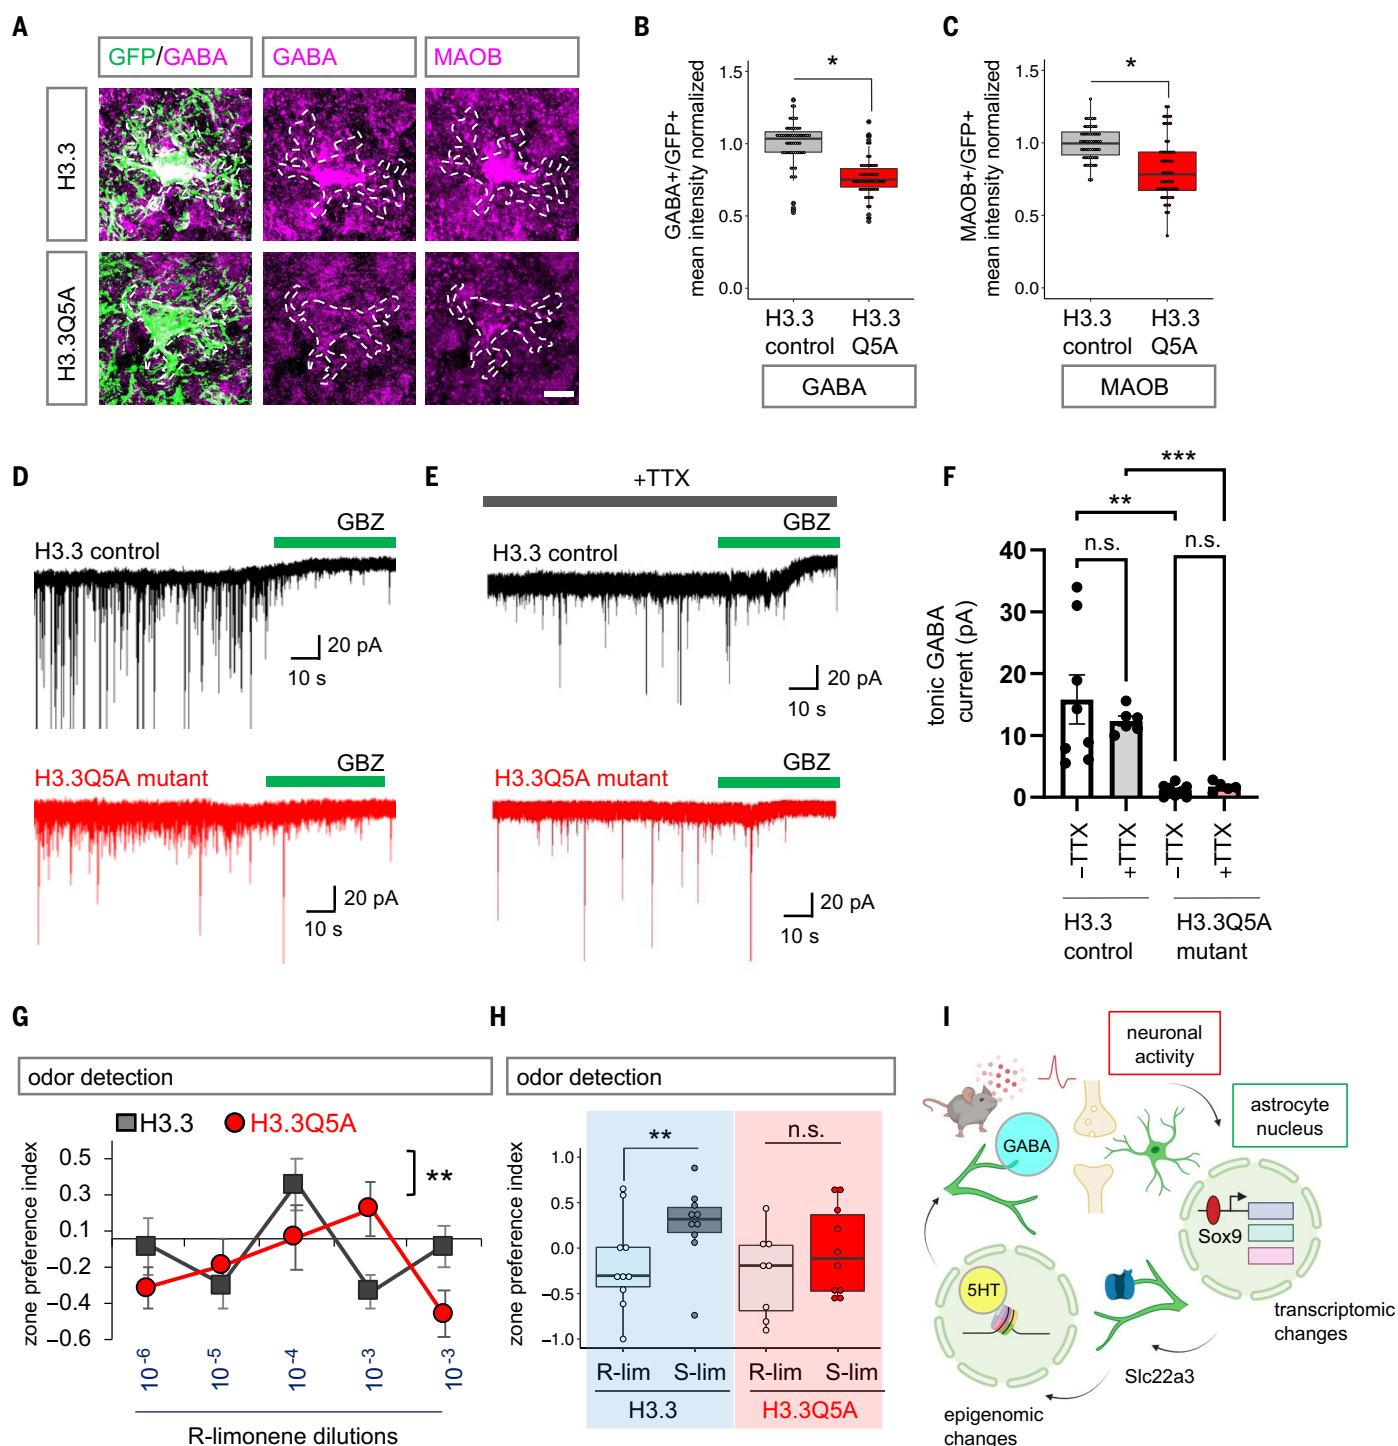 A
GFP/GABA
GABA
MAOB
H3.3
H3.3Q5A
B
GABA+/GFP+
mean intensity normalized
1.5
1.0
0.5
0.0
*
H3.3
control
H3.3
Q5A
GABA
C
MAOB+/GFP+
mean intensity normalized
1.5
1.0
0.5
0.0
*
H3.3
control
H3.3
Q5A
MAOB
D
GBZ
H3.3 control
20 pA
10 s
H3.3Q5A mutant
GBZ
20 pA
10 s
E
+TTX
GBZ
H3.3 control
20 pA
10 s
H3.3Q5A mutant
GBZ
20 pA
10 s
F
***
**
n.s.
n.s.
tonic GABA
current (pA)
40
30
20
10
0
−TTX
+TTX
−TTX
+TTX
H3.3
control
H3.3Q5A
mutant
G
odor detection
H3.3
H3.3Q5A
**
zone preference index
0.5
0.3
0.1
−0.2
−0.4
−0.6
10-6
10-5
10-4
10-3
10-3
R-limonene dilutions
H
odor detection
**
n.s.
zone preference index
1.0
0.5
0.0
−0.5
−1.0
R-lim
S-lim
R-lim
S-lim
H3.3
H3.3Q5A
I
neuronal
activity
astrocyte
nucleus
GABA
Sox9
transcriptomic
changes
Slc22a3
5HT
epigenomic
changes